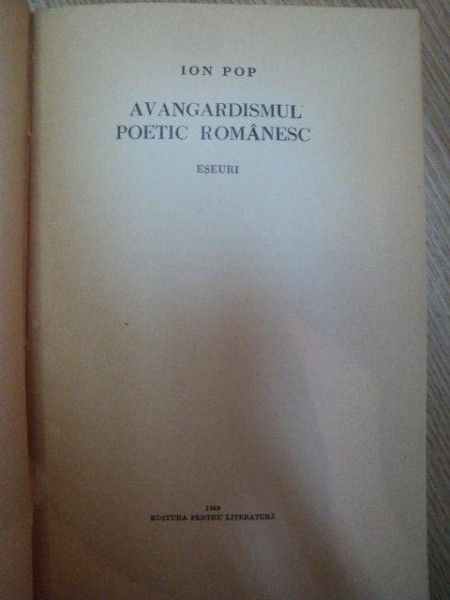 ION POP
AVANGARDISMUL
POETIC ROMÂNESC
ESEURI
1969
EDITURA PENTRU LITERATURĂ